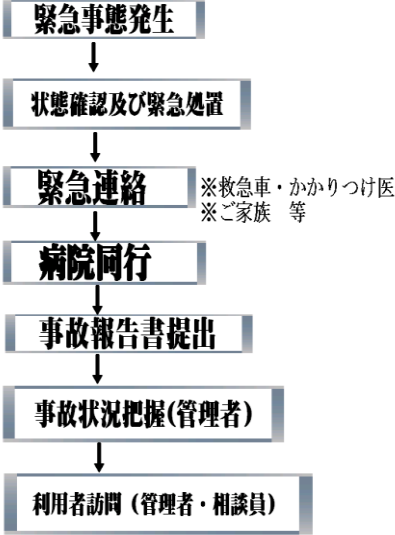 緊急事態発生
状態確認及び緊急処置
緊急連絡
※救急車・かかりつけ医
※ご家族　等
病院同行
事故報告書提出
事故状況把握(管理者)
利用者訪問（管理者・相談員）